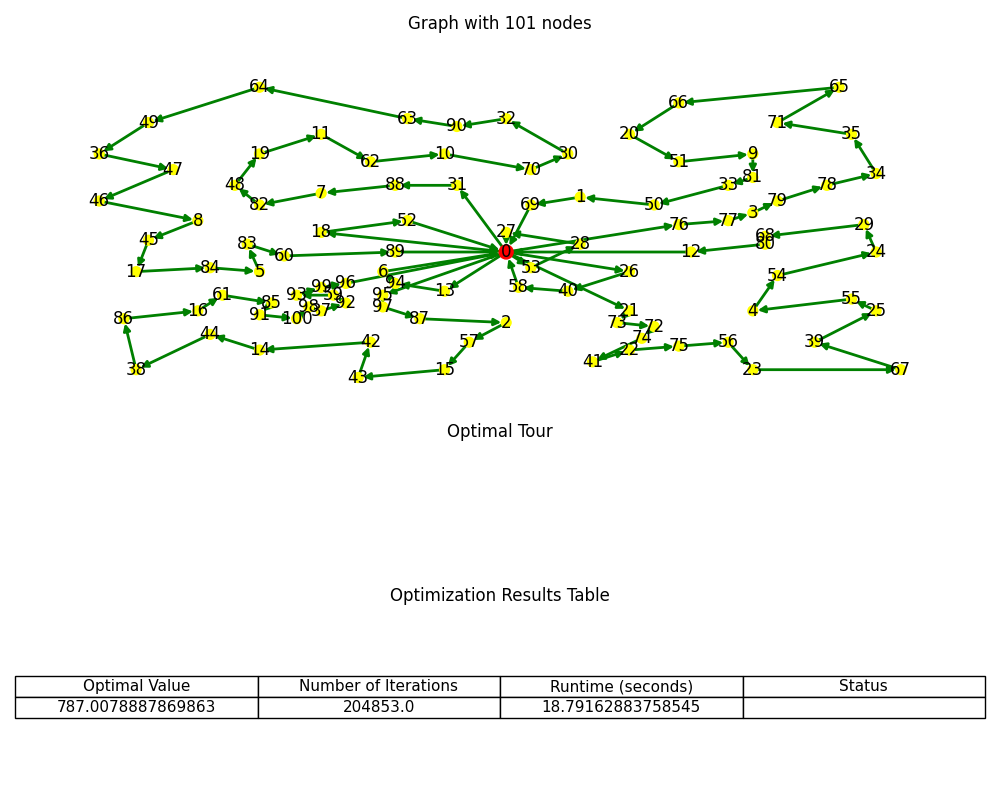 Graph with 101 nodes
64 65
66
49 63 90 32 20 71 35
11
36 19 62 10 30 51 9
47 70 81 34
48 7 88 31 33 78
46 82 69 1 50 3 79
8 18 52 27 76 77 68 29
45 83 60 89 0 28 12 80 24
17 84 5 6 53 26 54
94 96 13 58 40
61 93 99 59 95 55
86 16 85 98 37 92 97 87 2 21 73 72 4 25
91 100
38 44 14 42 57 74 22 75 56 39
43 15 41 23 67
Optimal Tour
Optimization Results Table
Optimal Value Number of Iterations Runtime (seconds) Status
787.0078887869863 204853.0 18.79162883758545